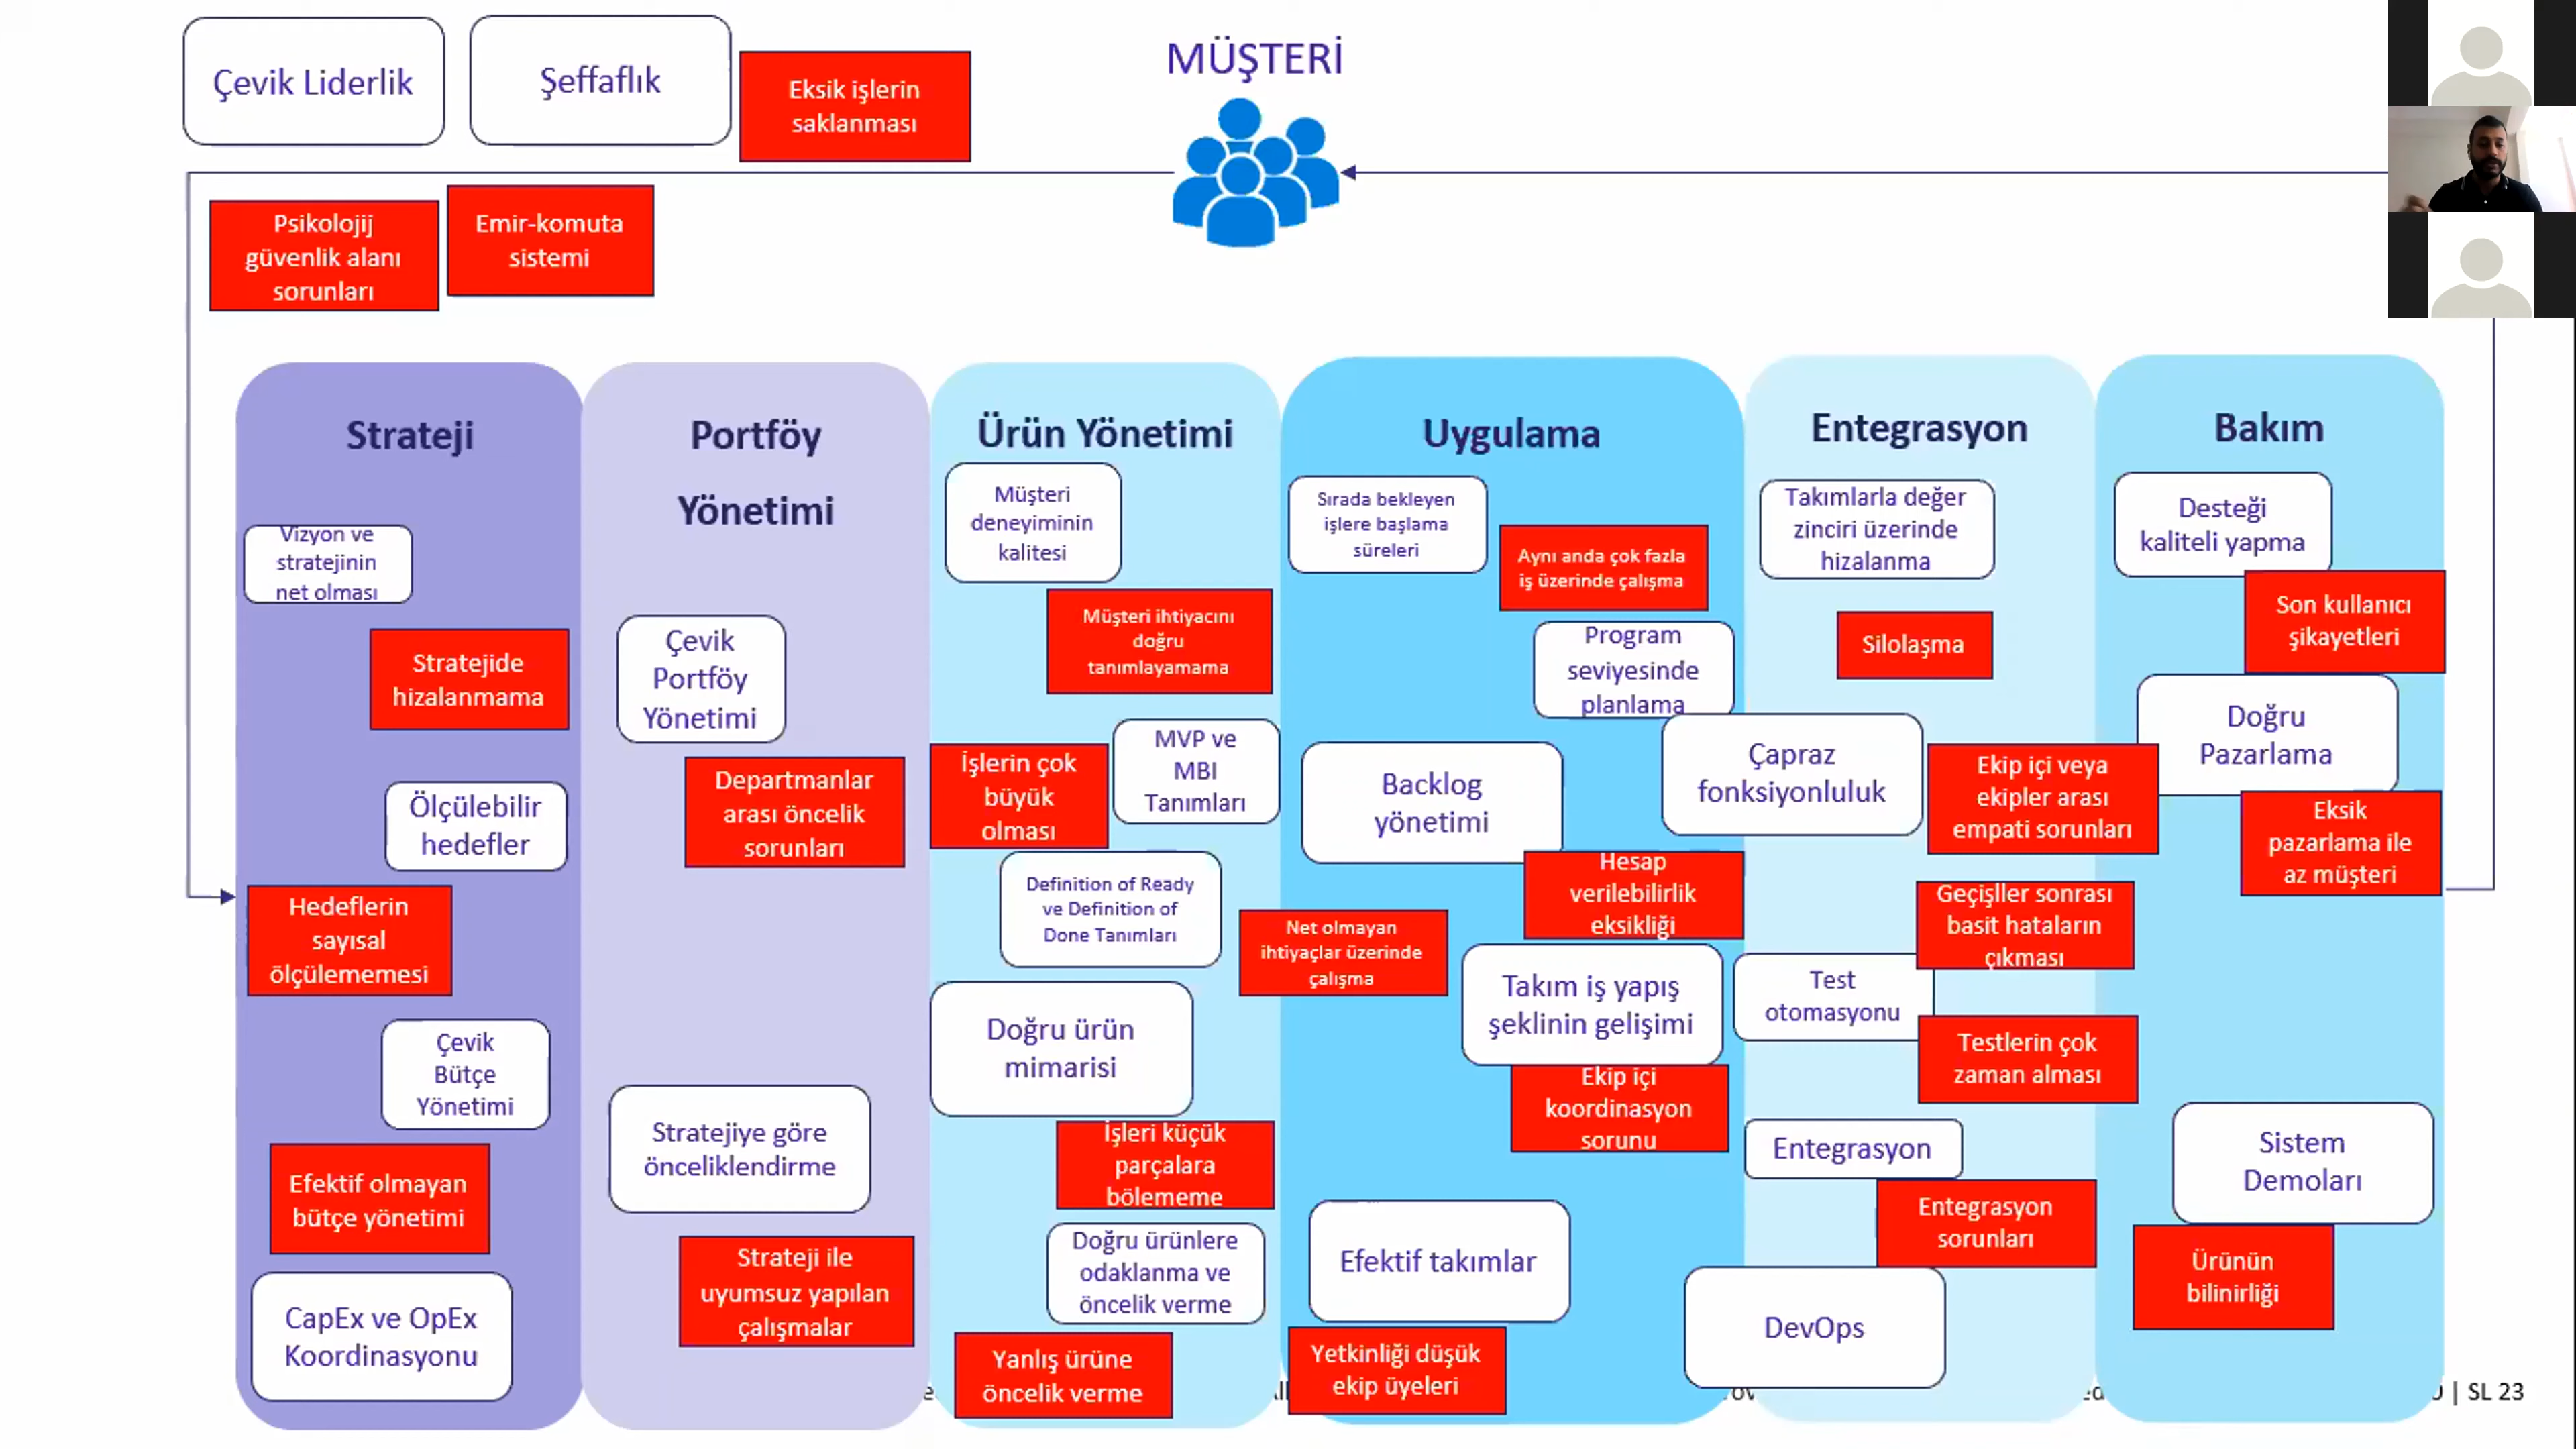 Çevik Liderlik
Şeffaflık
Eksik işlerin
saklanması
MÜŞTERİ
Psikolojij
güvenlik alanı
sorunları
Emir-komuta
sistemi
Strateji
Vizyon ve
stratejinin
net olması
Stratejide
hizalanmama
Ölçülebilir
hedefler
Hedeflerin
sayısal
ölçülememesi
Çevik
Bütçe
Yönetimi
Efektif olmayan
bütçe yönetimi
CapEx ve OpEx
Koordinasyonu
Portföy
Yönetimi
Çevik
Portföy
Yönetimi
Departmanlar
arası öncelik
sorunları
Stratejiye göre
önceliklendirme
Strateji ile
uyumsuz yapılan
çalışmalar
Ürün Yönetimi
Müşteri
deneyiminin
kalitesi
Müşteri ihtiyacını
doğru
tanımlayamama
İşlerin çok
büyük
olması
MVP ve
MBI
Tanımları
Definition of Ready
ve Definition of
Done Tanımları
Doğru ürün
mimarisi
İşleri küçük
parçalara
bölememe
Doğru ürünlere
odaklanma ve
öncelik verme
Yanlış ürüne
öncelik verme
Uygulama
Sırada bekleyen
işlere başlama
süreleri
Aynı anda çok fazla
iş üzerinde çalışma
Program
seviyesinde
planlama
Backlog
yönetimi
Hesap
verilebilirlik
eksikliği
Net olmayan
ihtiyaçlar üzerinde
çalışma
Takım iş yapış
şeklinin gelişimi
Ekip içi
koordinasyon
sorunu
Efektif takımlar
Yetkinliği düşük
ekip üyeleri
Entegrasyon
Takımlarla değer
zinciri üzerinde
hizalanma
Silolaşma
Çapraz
fonksiyonluluk
Ekip içi veya
ekipler arası
empati sorunları
Geçişller sonrası
basit hataların
çıkması
Test
otomasyonu
Testlerin çok
zaman alması
Entegrasyon
Entegrasyon
sorunları
DevOps
Bakım
Desteği
kaliteli yapma
Son kullanıcı
şikayetleri
Doğru
Pazarlama
Eksik
pazarlama ile
az müşteri
Sistem
Demoları
Ürünün
bilinirliği
| SL 23